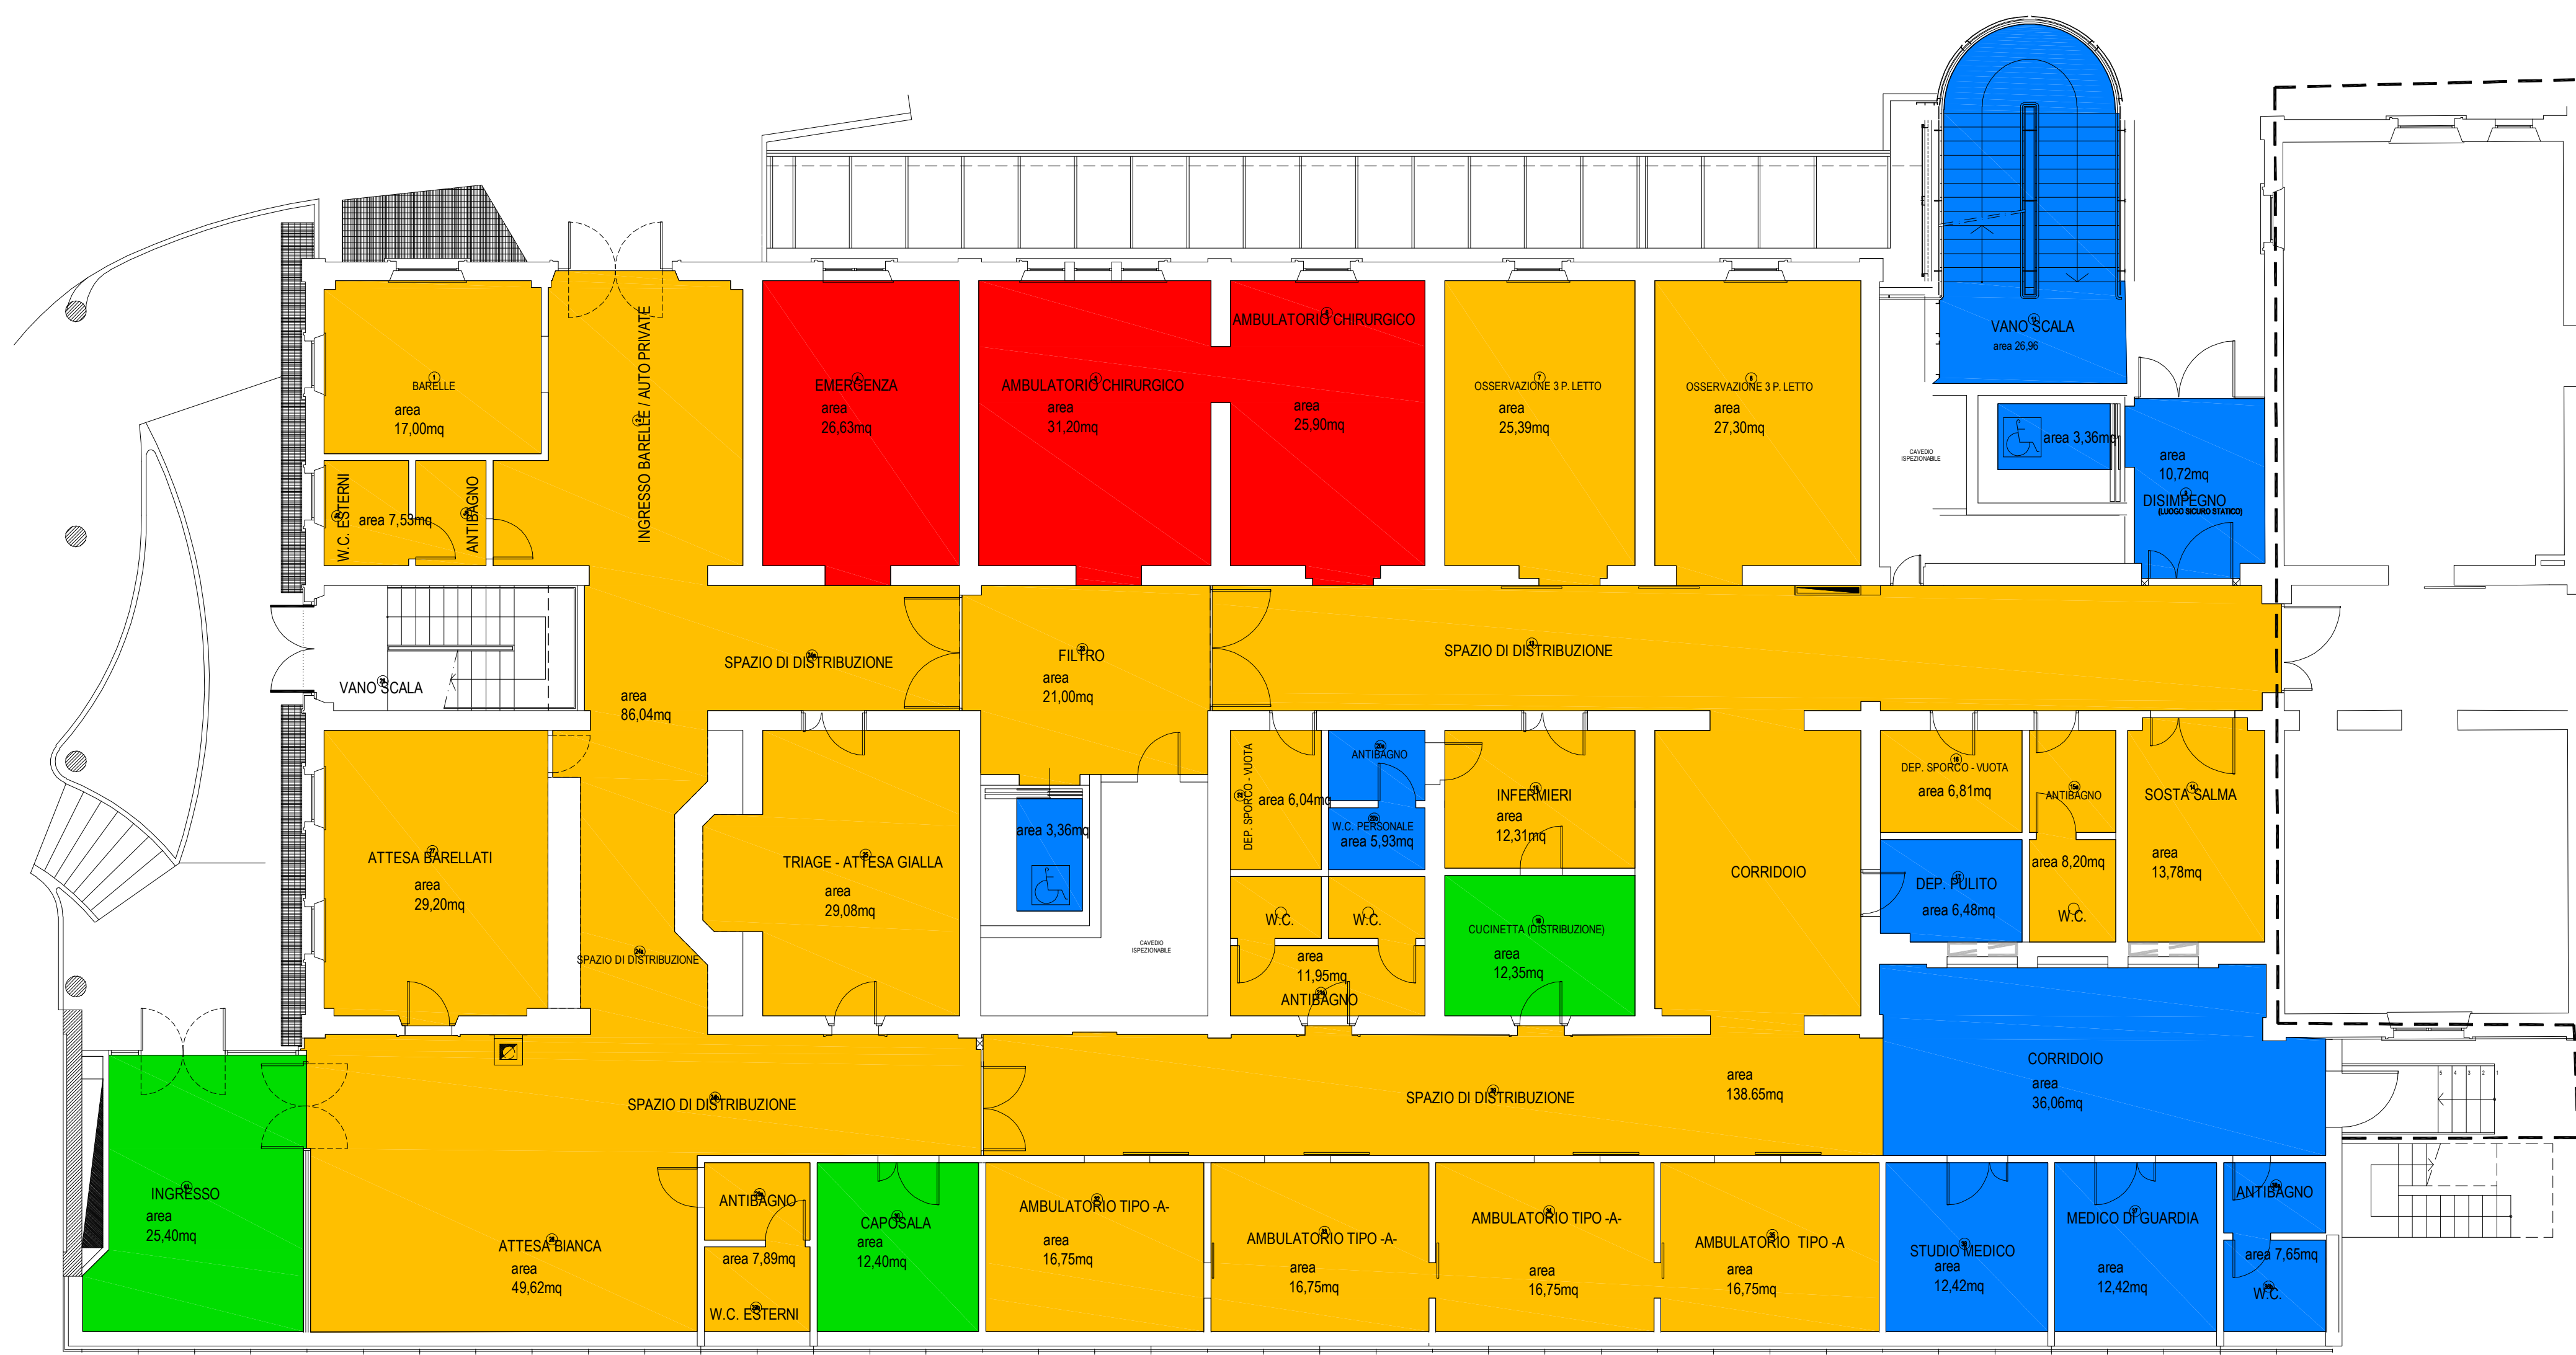 VANO SCALA
area 26,96
AMBULATORIO CHIRURGICO
area
25,90mq
BARELLE
area
17,00mq
INGRESSO BARELLE / AUTO PRIVATE
EMERGENZA
area
26,63mq
AMBULATORIO CHIRURGICO
area
31,20mq
OSSERVAZIONE 3 P. LETTO
area
25,39mq
OSSERVAZIONE 3 P. LETTO
area
27,30mq
CAVEDIO
ISPEZIONABILE
area 3,36mq
area
10,72mq
DISIMPEGNO
(LUOGO SICURO STATICO)
W.C. ESTERNI
area 7,53mq
ANTIBAGNO
VANO SCALA
SPAZIO DI DISTRIBUZIONE
area
86,04mq
FILTRO
area
21,00mq
SPAZIO DI DISTRIBUZIONE
ATTESA BARELLATI
area
29,20mq
SPAZIO DI DISTRIBUZIONE
TRIAGE - ATTESA GIALLA
area
29,08mq
area 3,36mq
CAVEDIO
ISPEZIONABILE
DEP. SPORCO - VUOTA
area 6,04mq
ANTIBAGNO
W.C. PERSONALE
area 5,93mq
INFERMIERI
area
12,31mq
W.C.
W.C.
area
11,95mq
ANTIBAGNO
CUCINETTA (DISTRIBUZIONE)
area
12,35mq
CORRIDOIO
DEP. SPORCO - VUOTA
area 6,81mq
ANTIBAGNO
SOSTA SALMA
area
13,78mq
DEP. PULITO
area 6,48mq
area 8,20mq
W.C.
SPAZIO DI DISTRIBUZIONE
SPAZIO DI DISTRIBUZIONE
area
138.65mq
CORRIDOIO
area
36,06mq
5 4 3 2 1
INGRESSO
area
25,40mq
ATTESA BIANCA
area
49,62mq
ANTIBAGNO
area 7,89mq
W.C. ESTERNI
CAPOSALA
area
12,40mq
AMBULATORIO TIPO -A-
area
16,75mq
AMBULATORIO TIPO -A-
area
16,75mq
AMBULATORIO TIPO -A-
area
16,75mq
AMBULATORIO TIPO -A
area
16,75mq
STUDIO MEDICO
area
12,42mq
MEDICO DI GUARDIA
area
12,42mq
ANTIBAGNO
area 7,65mq
W.C.